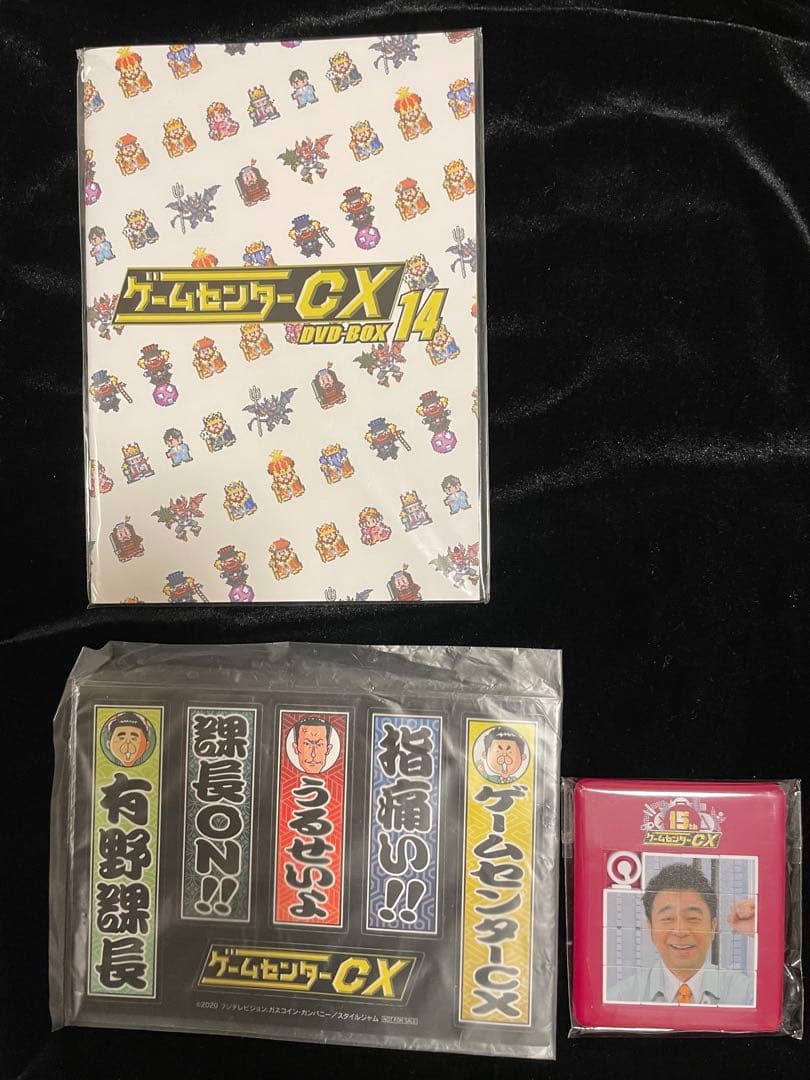 ゲームセンターCX
DVD-BOX 14
有野課長
課長ON!!
うるせいよ
指痛い!!
ゲームセンターCX
ゲームセンターCX
©2020 フジテレビジョン,ガスコイン・カンパニー/スタイルジャム NOT FOR SALE
15th
ゲームセンターCX